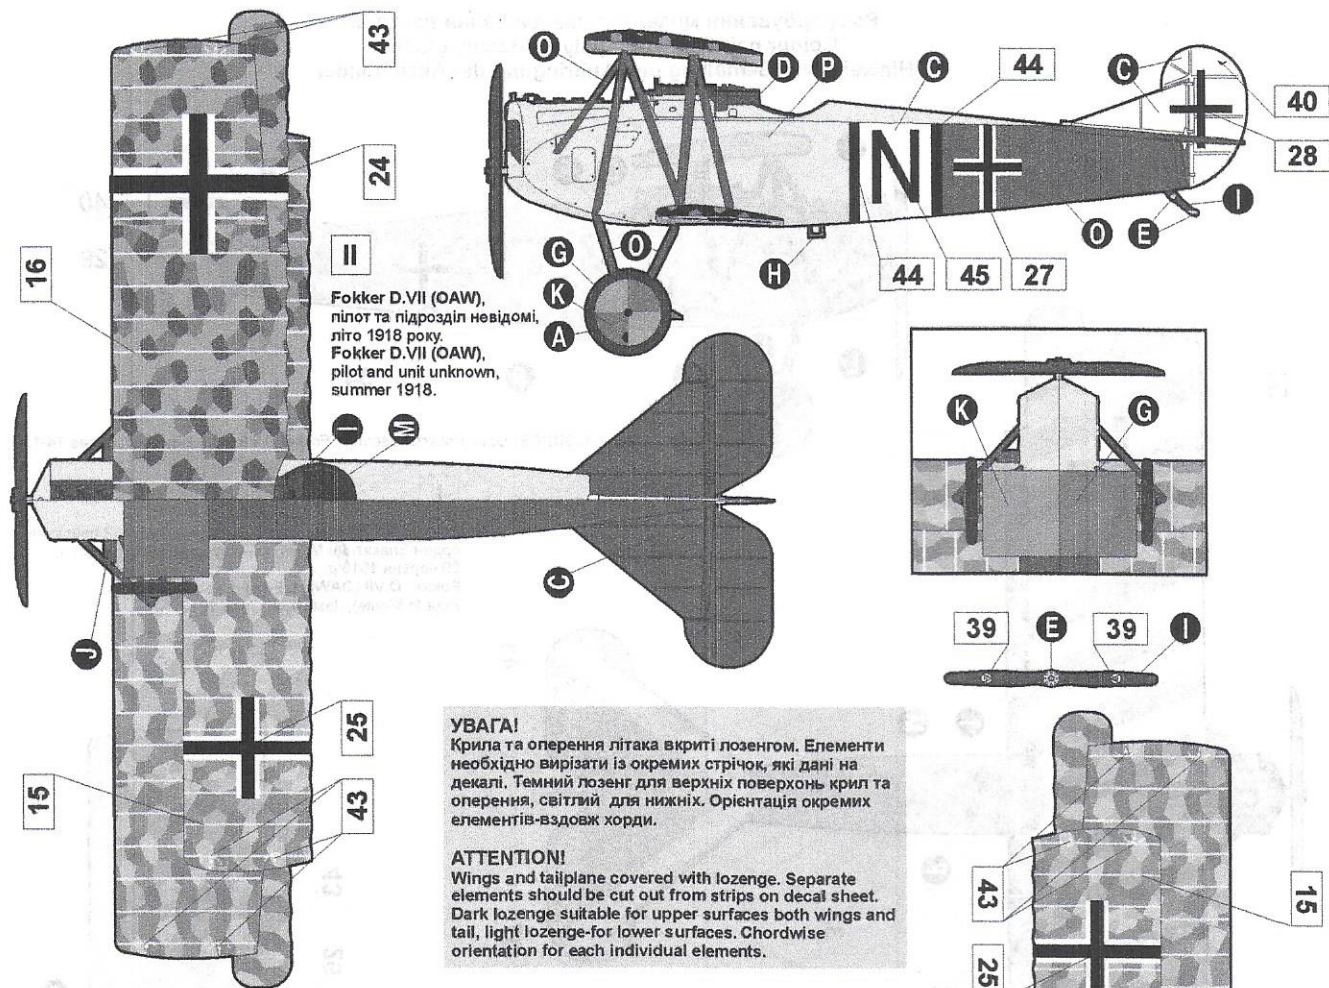 43
O
D
P
C
44
C
40
28
N
24
16
II
Fokker D.VII (OAW),
пілот та підрозділ невідомі,
літо 1918 року.
Fokker D.VII (OAW),
pilot and unit unknown,
summer 1918.
G
O
K
A
H
44
45
27
O
E
I
I
M
K
G
C
J
39
E
39
I
25
15
43
УВАГА!
Крила та оперення літака вкриті лозенгом. Елементи
необхідно вирізати із окремих стрічок, які дані на
декалі. Темний лозенг для верхніх поверхонь крил та
оперення, світлий для нижніх. Орієнтація окремих
елементів-вздовж хорди.
ATTENTION!
Wings and tailplane covered with lozenge. Separate
elements should be cut out from strips on decal sheet.
Dark lozenge suitable for upper surfaces both wings and
tail, light lozenge-for lower surfaces. Chordwise
orientation for each individual elements.
43
15
25